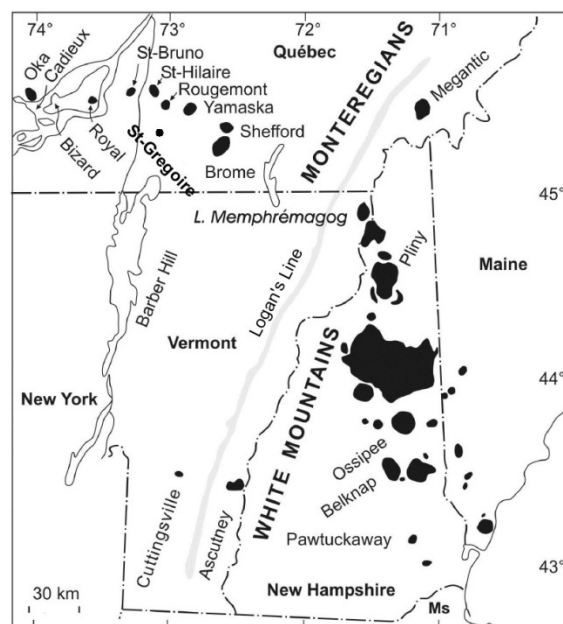 74°
73°
72°
71°
Oka
Cadieux
Bizard
Royal
St-Bruno
St-Hilaire
Rougemont
Yamaska
St-Gregoire
Shefford
Brome
Québec
MONTEREGIANS
Megantic
45°
L. Memphrémagog
Barber Hill
Logan's Line
Pliny
Maine
Vermont
WHITE MOUNTAINS
44°
New York
Ossipee
Belknap
Cuttingsville
Ascutney
Pawtuckaway
43°
New Hampshire
30 km
Ms